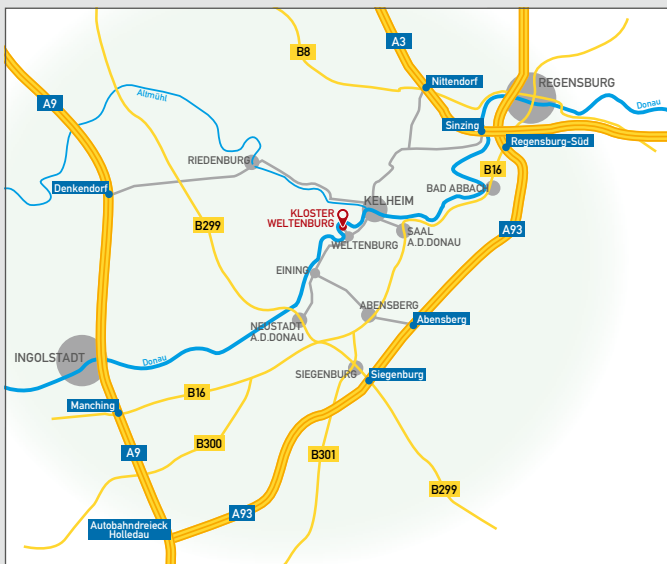 A3
B8
REGENSBURG
Nittendorf
A9
Altmühl
Donau
Donau
Sinzing
Regensburg-Süd
RIEDENBURG
B16
Denkendorf
BAD ABBACH
KELHEIM
KLOSTER
WELTENBURG
B299
A93
SAAL
A.D.DONAU
WELTENBURG
EINING
ABENSBERG
Abensberg
NEUSTADT
A.D.DONAU
INGOLSTADT
Donau
SIEGENBURG
Siegenburg
B16
Manching
B300
A9
B301
B299
A93
Autobahndreieck
Holledau